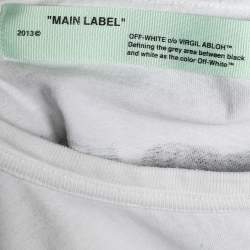 "MAIN LABEL"
2013©
OFF-WHITE c/o VIRGIL ABLOH™
Defining the grey area between black
and white as the color Off-White™